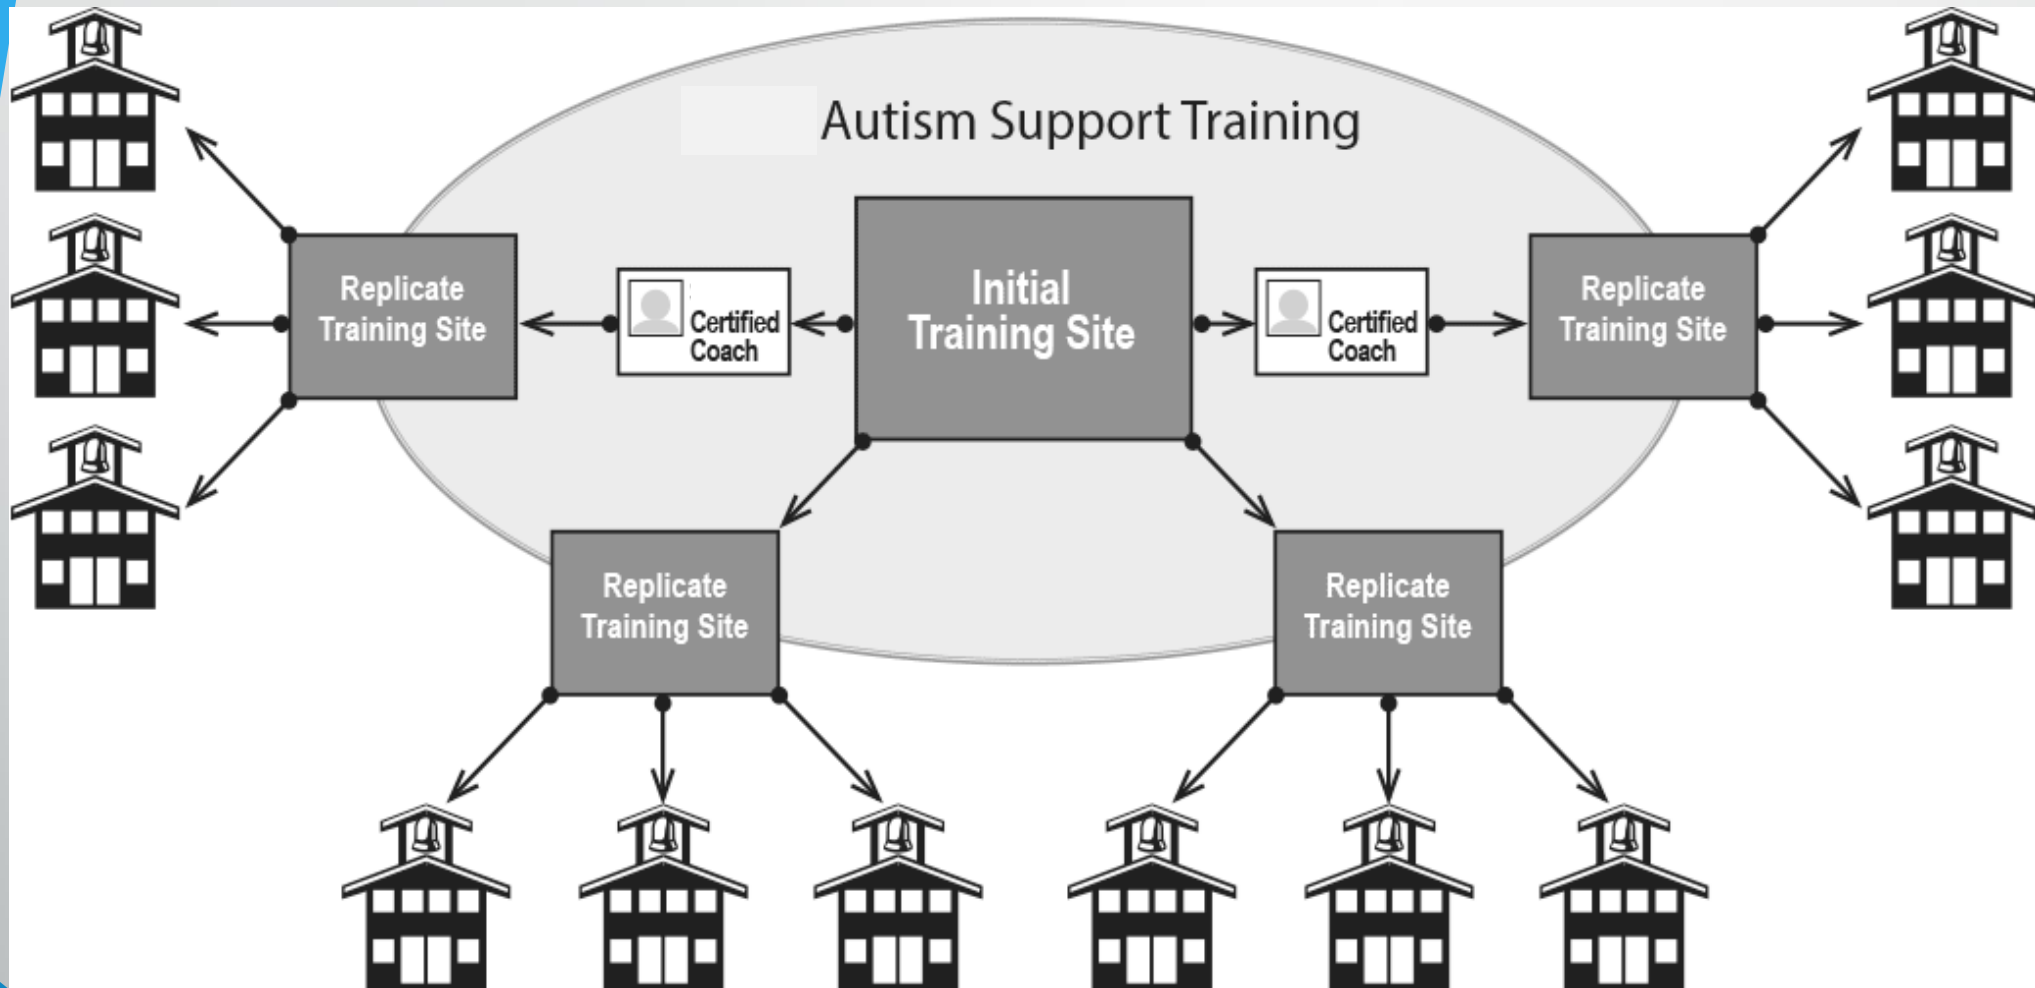 Autism Support Training
Replicate
Training Site
Certified
Coach
Initial
Training Site
Certified
Coach
Replicate
Training Site
Replicate
Training Site
Replicate
Training Site